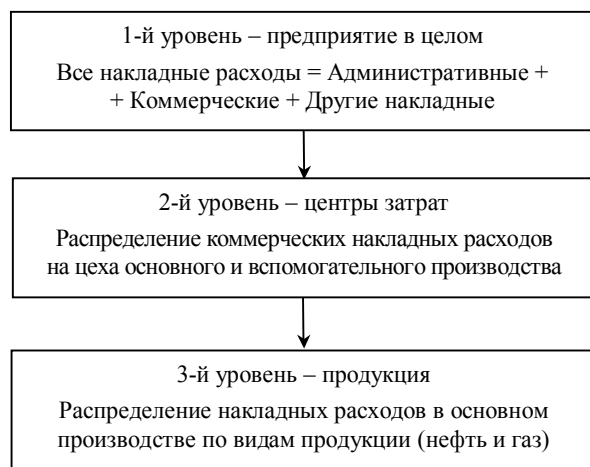 1-й уровень – предприятие в целом
Все накладные расходы = Административные +
+ Коммерческие + Другие накладные
2-й уровень – центры затрат
Распределение коммерческих накладных расходов
на цеха основного и вспомогательного производства
3-й уровень – продукция
Распределение накладных расходов в основном
производстве по видам продукции (нефть и газ)